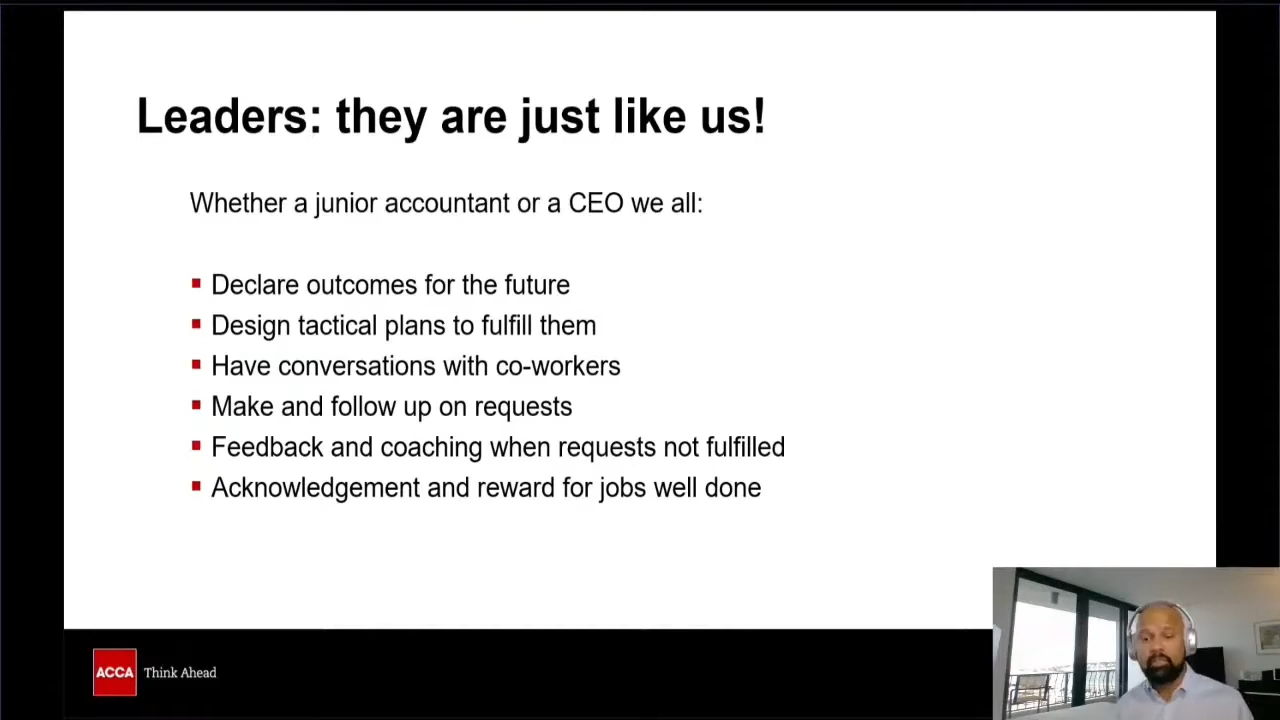 Leaders: they are just like us!
Whether a junior accountant or a CEO we all:
Declare outcomes for the future
Design tactical plans to fulfill them
Have conversations with co-workers
Make and follow up on requests
Feedback and coaching when requests not fulfilled
Acknowledgement and reward for jobs well done
ACCA Think Ahead